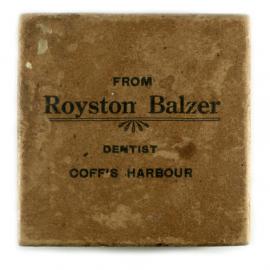 FROM
Royston Balzer
DENTIST
COFF'S HARBOUR